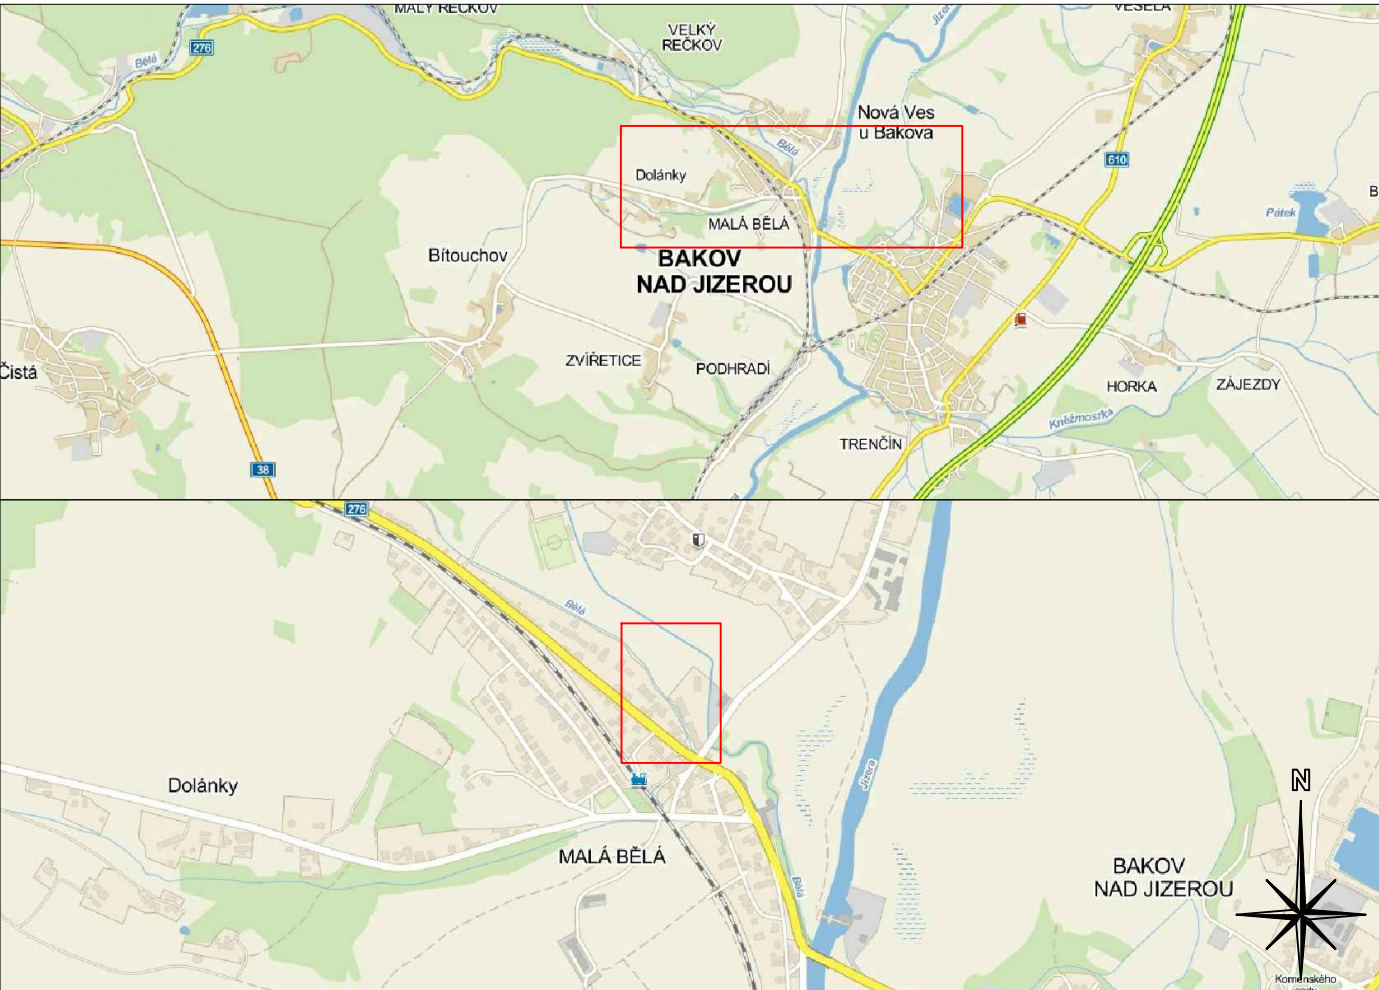 MALÝ REČKOV
276
Bělá
VELKÝ
REČKOV
VESELÁ
Nová Ves
u Bakova
Bělá
610
Dolánky
MALÁ BĚLÁ
Pátek
Bítouchov
BAKOV
NAD JIZEROU
Čistá
ZVÍŘETICE
PODHRADÍ
HORKA
ZÁJEZDY
Kněžmostka
TRENČÍN
38
276
Bělá
Jizera
Dolánky
MALÁ BĚLÁ
Bělá
BAKOV
NAD JIZEROU
N
Komenského